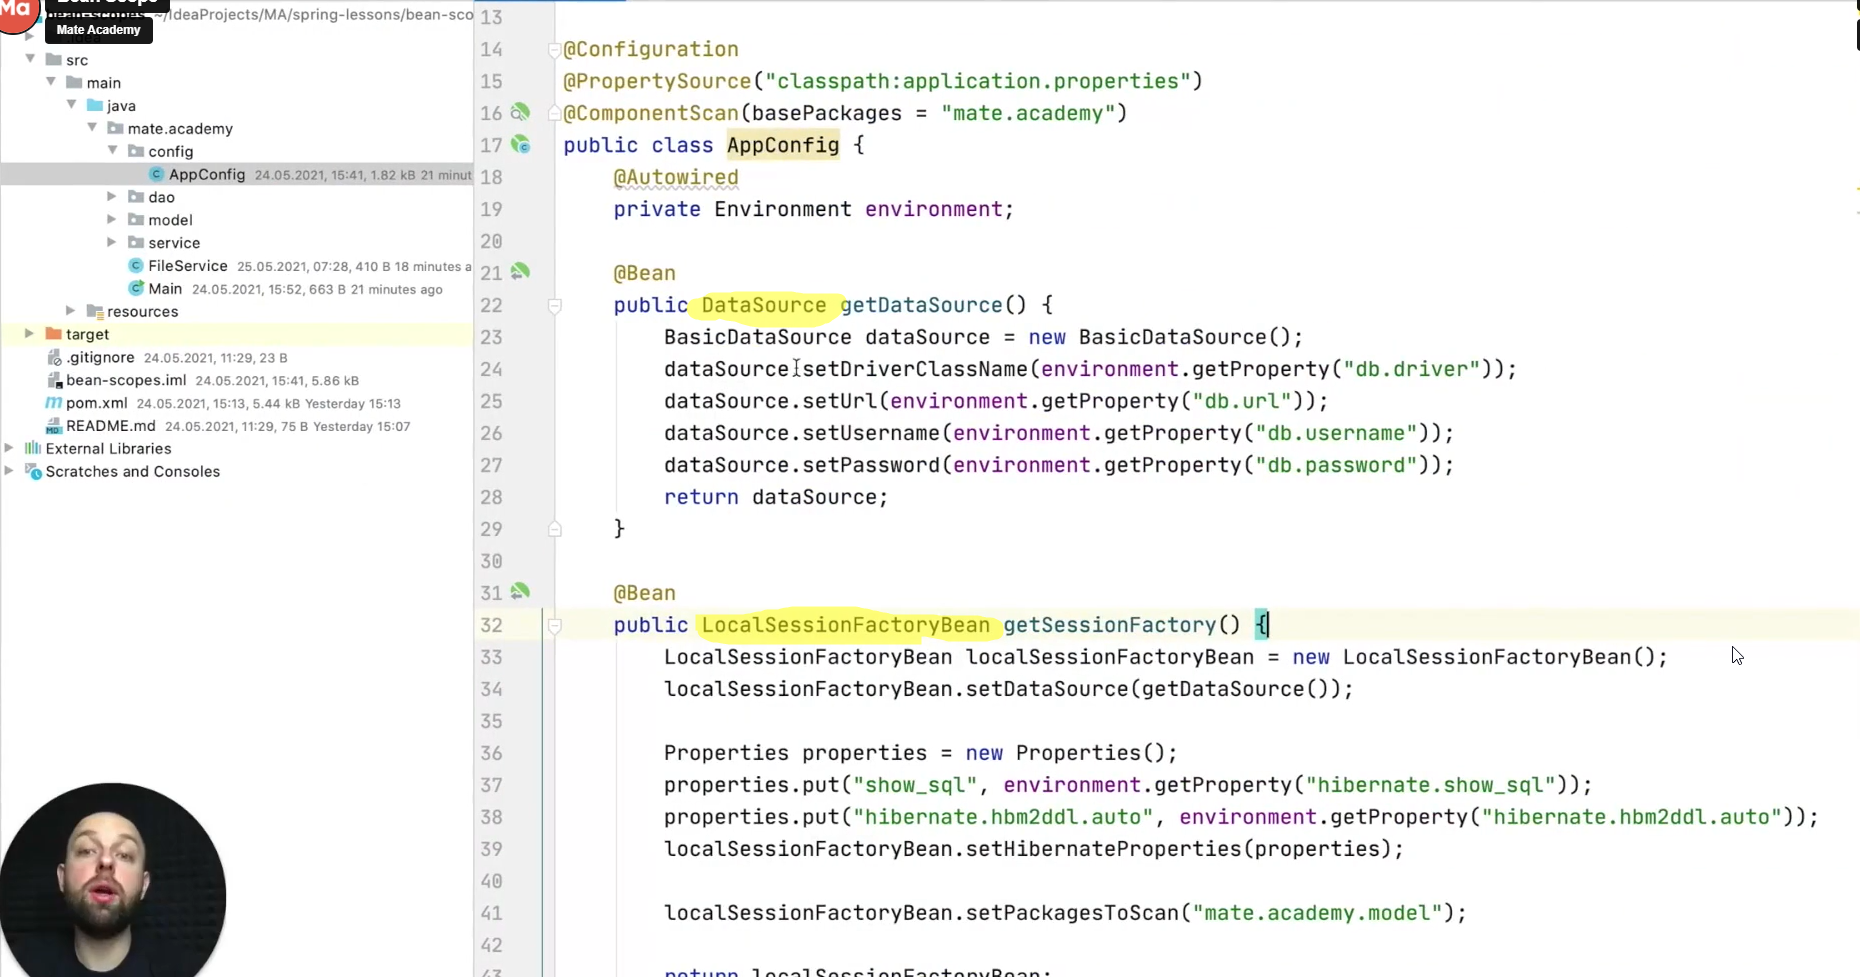 Ma
Bean Scope
Mate Academy
bean-scopes ~/IdeaProjects/MA/spring-lessons/bean-sco
src
main
java
mate.academy
config
AppConfig 24.05.2021, 15:41, 1.82 kB 21 minut
dao
model
service
FileService 25.05.2021, 07:28, 410 B 18 minutes a
Main 24.05.2021, 15:52, 663 B 21 minutes ago
resources
target
.gitignore 24.05.2021, 11:29, 23 B
bean-scopes.iml 24.05.2021, 15:41, 5.86 kB
pom.xml 24.05.2021, 15:13, 5.44 kB Yesterday 15:13
README.md 24.05.2021, 11:29, 75 B Yesterday 15:07
External Libraries
Scratches and Consoles
13
14 @Configuration
15 @PropertySource("classpath:application.properties")
16 @ComponentScan(basePackages = "mate.academy")
17 public class AppConfig {
18 @Autowired
19 private Environment environment;
20
21 @Bean
22 public DataSource getDataSource() {
23 BasicDataSource dataSource = new BasicDataSource();
24 dataSource.setDriverClassName(environment.getProperty("db.driver"));
25 dataSource.setUrl(environment.getProperty("db.url"));
26 dataSource.setUsername(environment.getProperty("db.username"));
27 dataSource.setPassword(environment.getProperty("db.password"));
28 return dataSource;
29 }
30
31 @Bean
32 public LocalSessionFactoryBean getSessionFactory() {
33 LocalSessionFactoryBean localSessionFactoryBean = new LocalSessionFactoryBean();
34 localSessionFactoryBean.setDataSource(getDataSource());
35
36 Properties properties = new Properties();
37 properties.put("show_sql", environment.getProperty("hibernate.show_sql"));
38 properties.put("hibernate.hbm2ddl.auto", environment.getProperty("hibernate.hbm2ddl.auto"));
39 localSessionFactoryBean.setHibernateProperties(properties);
40
41 localSessionFactoryBean.setPackagesToScan("mate.academy.model");
42
43 return localSessionFactoryBean;